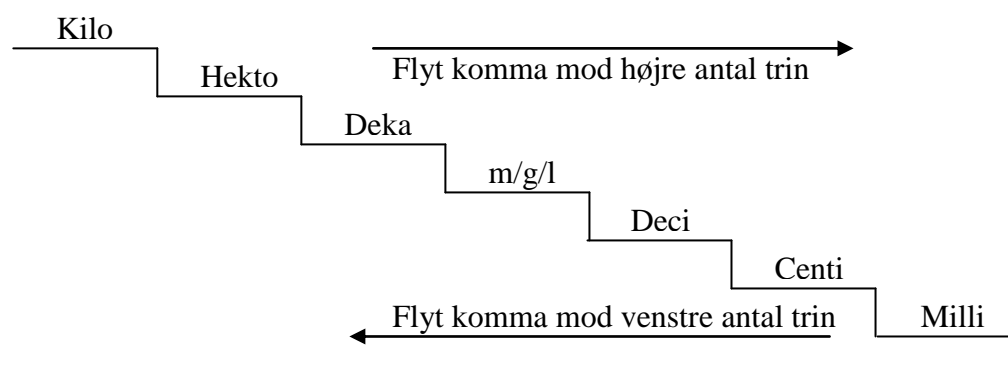 Kilo
Flyt komma mod højre antal trin
Hekto
Deka
m/g/l
Deci
Centi
Flyt komma mod venstre antal trin
Milli